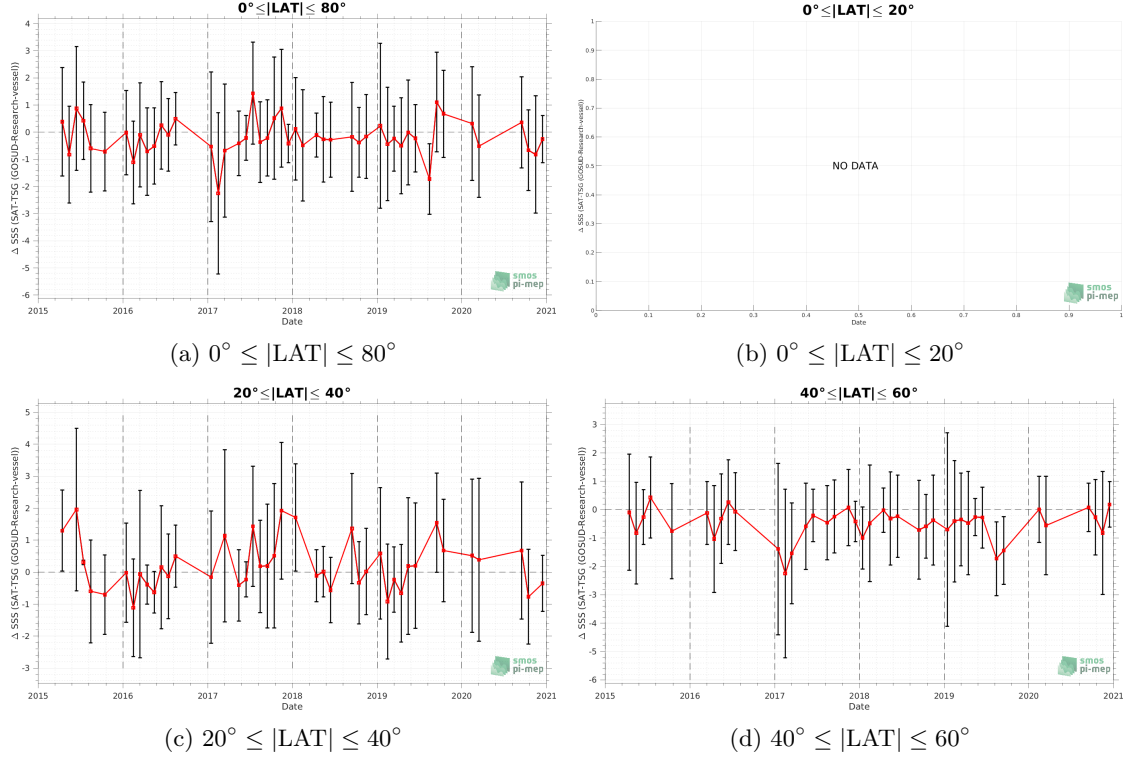 0°≤|LAT|≤ 80°
Δ SSS (SAT-TSG (GOSUD-Research-vessel))
4
3
2
1
0
-1
-2
-3
-4
-5
-6
2015 2016 2017 2018 2019 2020 2021
Date
smos
pi-mep
(a) 0° ≤ |LAT| ≤ 80°
0°≤|LAT|≤ 20°
Δ SSS (SAT-TSG (GOSUD-Research-vessel))
1
0.9
0.8
0.7
0.6
0.5
0.4
0.3
0.2
0.1
0
NO DATA
0 0.1 0.2 0.3 0.4 0.5 0.6 0.7 0.8 0.9 1
Date
smos
pi-mep
(b) 0° ≤ |LAT| ≤ 20°
20°≤|LAT|≤ 40°
Δ SSS (SAT-TSG (GOSUD-Research-vessel))
5
4
3
2
1
0
-1
-2
-3
2015 2016 2017 2018 2019 2020 2021
Date
smos
pi-mep
(c) 20° ≤ |LAT| ≤ 40°
40°≤|LAT|≤ 60°
Δ SSS (SAT-TSG (GOSUD-Research-vessel))
3
2
1
0
-1
-2
-3
-4
-5
-6
2015 2016 2017 2018 2019 2020 2021
Date
smos
pi-mep
(d) 40° ≤ |LAT| ≤ 60°